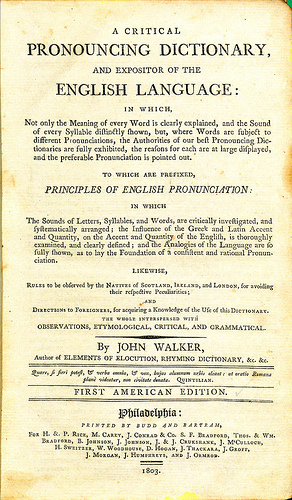 A CRITICAL
PRONOUNCING DICTIONARY,
AND EXPOSITOR OF THE
ENGLISH LANGUAGE:
IN WHICH,
Not only the Meaning of every Word is clearly explained, and the Sound
of every Syllable diſtinctly ſhown, but, where Words are ſubject to
different Pronunciations, the Authorities of our beſt Pronouncing Dic-
tionaries are fully exhibited, the reaſons for each are at large diſplayed,
and the preferable Pronunciation is pointed out.
TO WHICH ARE PREFIXED,
PRINCIPLES OF ENGLISH PRONUNCIATION:
IN WHICH
The Sounds of Letters, Syllables, and Words, are critically inveſtigated, and
ſyſtematically arranged; the Influence of the Greek and Latin Accent
and Quantity, on the Accent and Quantity of the Engliſh, is thoroughly
examined, and clearly defined; and the Analogies of the Language are ſo
fully ſhown, as to lay the Foundation of a conſiſtent and rational Pronun-
ciation.
LIKEWISE,
RULES to be obſerved by the NATIVES of SCOTLAND, IRELAND, and LONDON, for avoiding
their reſpective Peculiarities;
AND
DIRECTIONS to FOREIGNERS, for acquiring a Knowledge of the Uſe of this DICTIONARY.
THE WHOLE INTERSPERSED WITH
OBSERVATIONS, ETYMOLOGICAL, CRITICAL, AND GRAMMATICAL.
By JOHN WALKER,
Author of ELEMENTS OF ELOCUTION, RHYMING DICTIONARY, &c. &c.
Quare, ſi fieri poteſt, & verba omnia, & vox, hujus alumnum urbis oleant: ut oratio Romana
planè videatur, non civitate donata. QUINTILIAN.
FIRST AMERICAN EDITION.
Philadelphia:
PRINTED BY BUDD AND BARTRAM,
FOR H. & P. RICE, M. CAREY, J. CONRAD & CO. S. F. BRADFORD, THOS. & WM.
BRADFORD, B. JOHNSON, J. JOHNSON, J. & J. CRUKSHANK, J. M'CULLOCH,
H. SWEITZER, W. WOODHOUSE, D. HOGAN, J. THACKARA, J. GROFF,
J. MORGAN, J. HUMPHREYS, AND J. ORMROD.
1803.